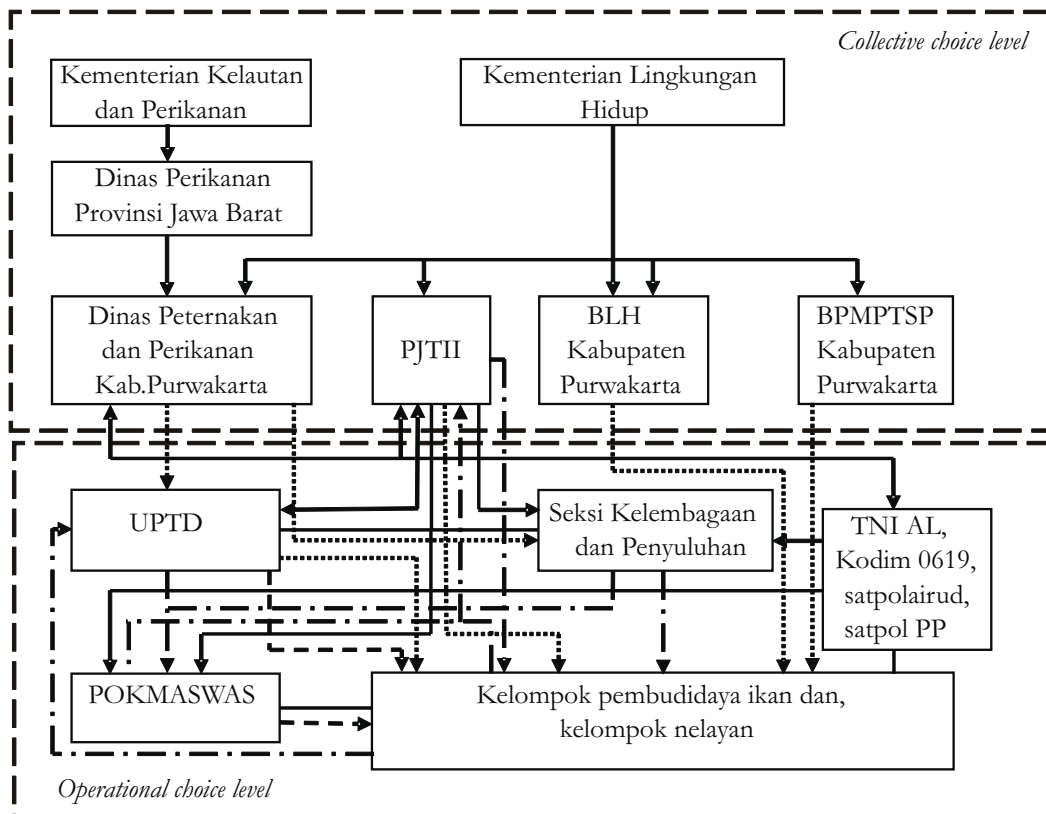 Collective choice level
Kementerian Kelautan
dan Perikanan
Kementerian Lingkungan
Hidup
Dinas Perikanan
Provinsi Jawa Barat
Dinas Peternakan
dan Perikanan
Kab.Purwakarta
PJTII
BLH
Kabupaten
Purwakarta
BPMPTSP
Kabupaten
Purwakarta
UPTD
Seksi Kelembagaan
dan Penyuluhan
TNI AL,
Kodim 0619,
satpolairud,
satpol PP
POKMASWAS
Kelompok pembudidaya ikan dan,
kelompok nelayan
Operational choice level